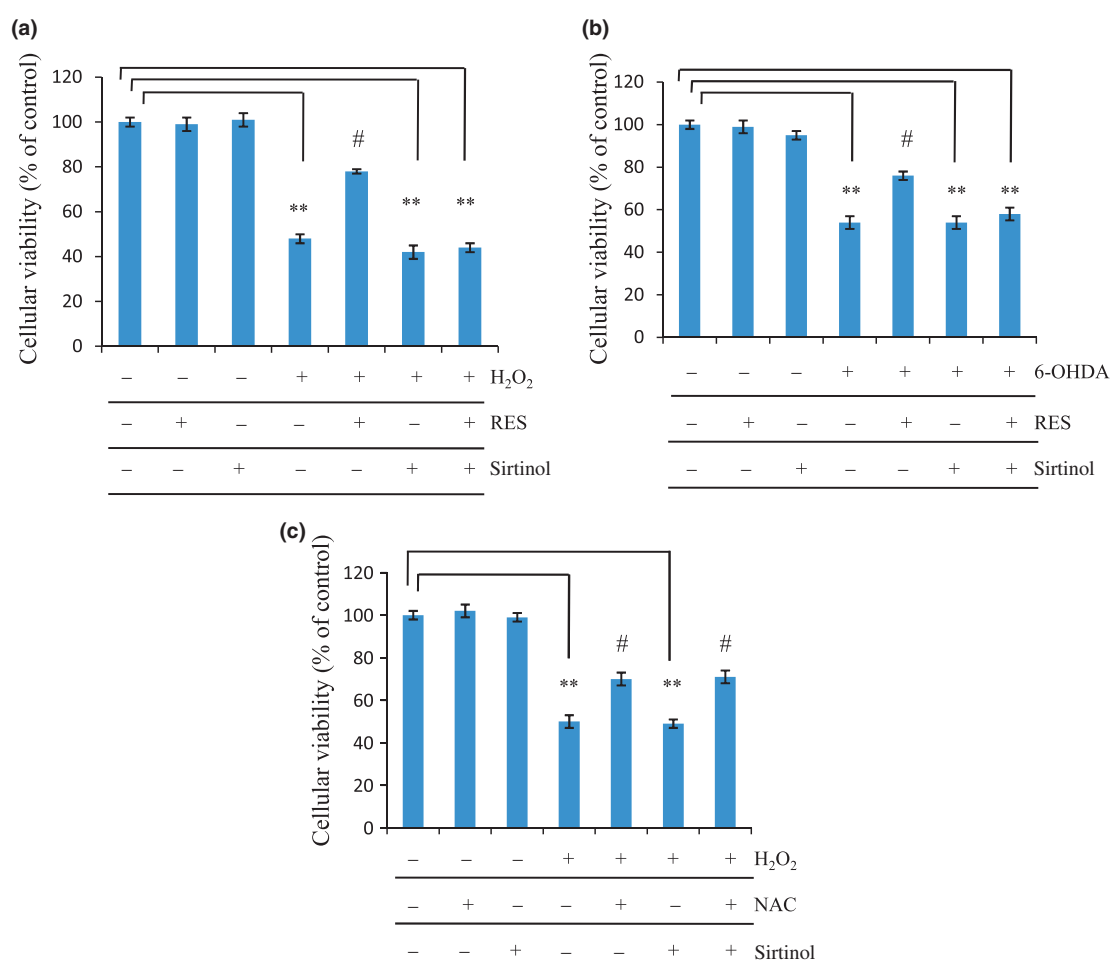 (a)
Cellular viability (% of control)
120
100
80
60
40
20
0
#
** ** **
– – – + + + + H₂O₂
– + – – + – + RES
– – + – – + + Sirtinol
(b)
Cellular viability (% of control)
120
100
80
60
40
20
0
#
** ** **
– – – + + + + 6-OHDA
– + – – + – + RES
– – + – – + + Sirtinol
(c)
Cellular viability (% of control)
120
100
80
60
40
20
0
# #
** **
– – – + + + + H₂O₂
– + – – + – + NAC
– – + – – + + Sirtinol